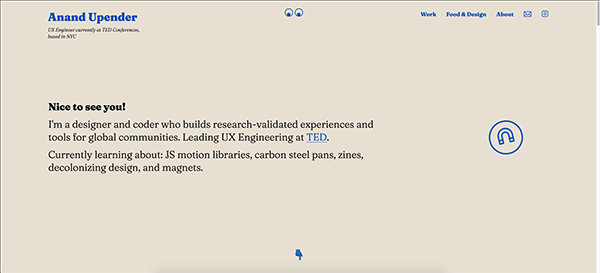 Anand Upender
UX Engineer currently at TED Conferences,
based in NYC
Work Food & Design About
Nice to see you!
I'm a designer and coder who builds research-validated experiences and
tools for global communities. Leading UX Engineering at TED.
Currently learning about: JS motion libraries, carbon steel pans, zines,
decolonizing design, and magnets.